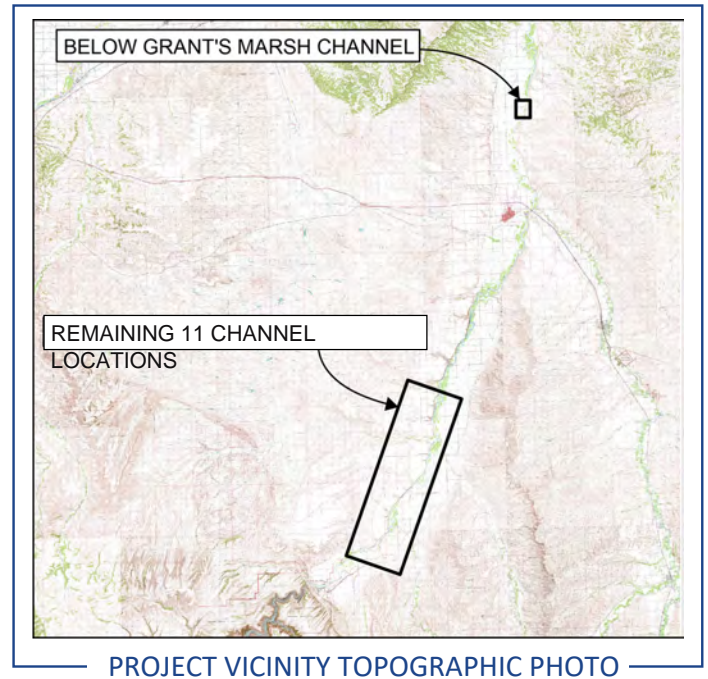 BELOW GRANT'S MARSH CHANNEL
REMAINING 11 CHANNEL
LOCATIONS
PROJECT VICINITY TOPOGRAPHIC PHOTO